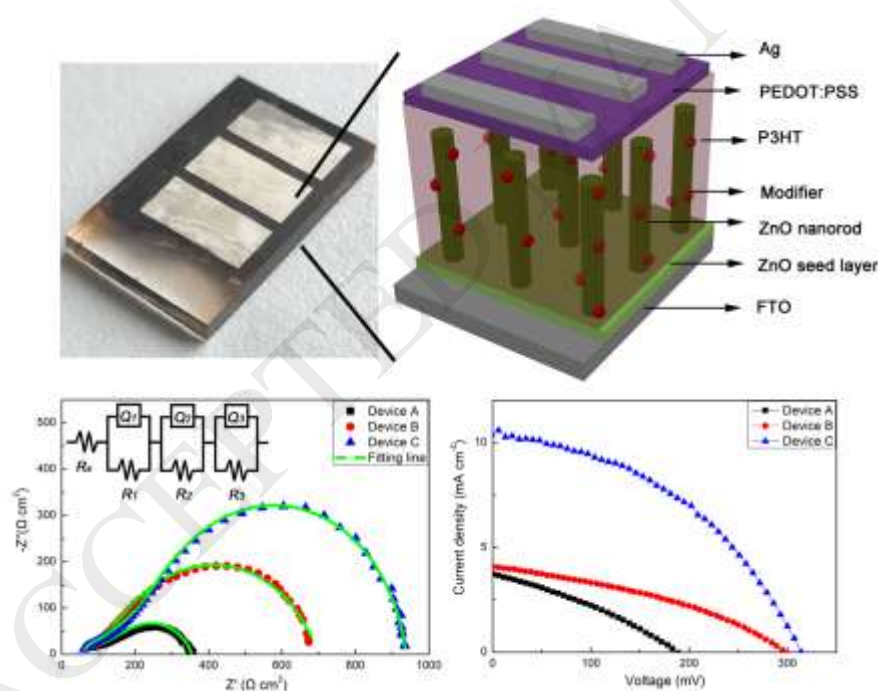 Ag
PEDOT:PSS
P3HT
Modifier
ZnO nanorod
ZnO seed layer
FTO
500
400
300
200
100
0
-Z''(Ω cm²)
Q1
Q2
Q3
Rs
R1
R2
R3
Device A
Device B
Device C
Fitting line
0
200
400
600
800
1000
Z' (Ω cm²)
10
5
0
Current density (mA cm⁻²)
Device A
Device B
Device C
0
100
200
300
Voltage (mV)
ACCEPTED MA